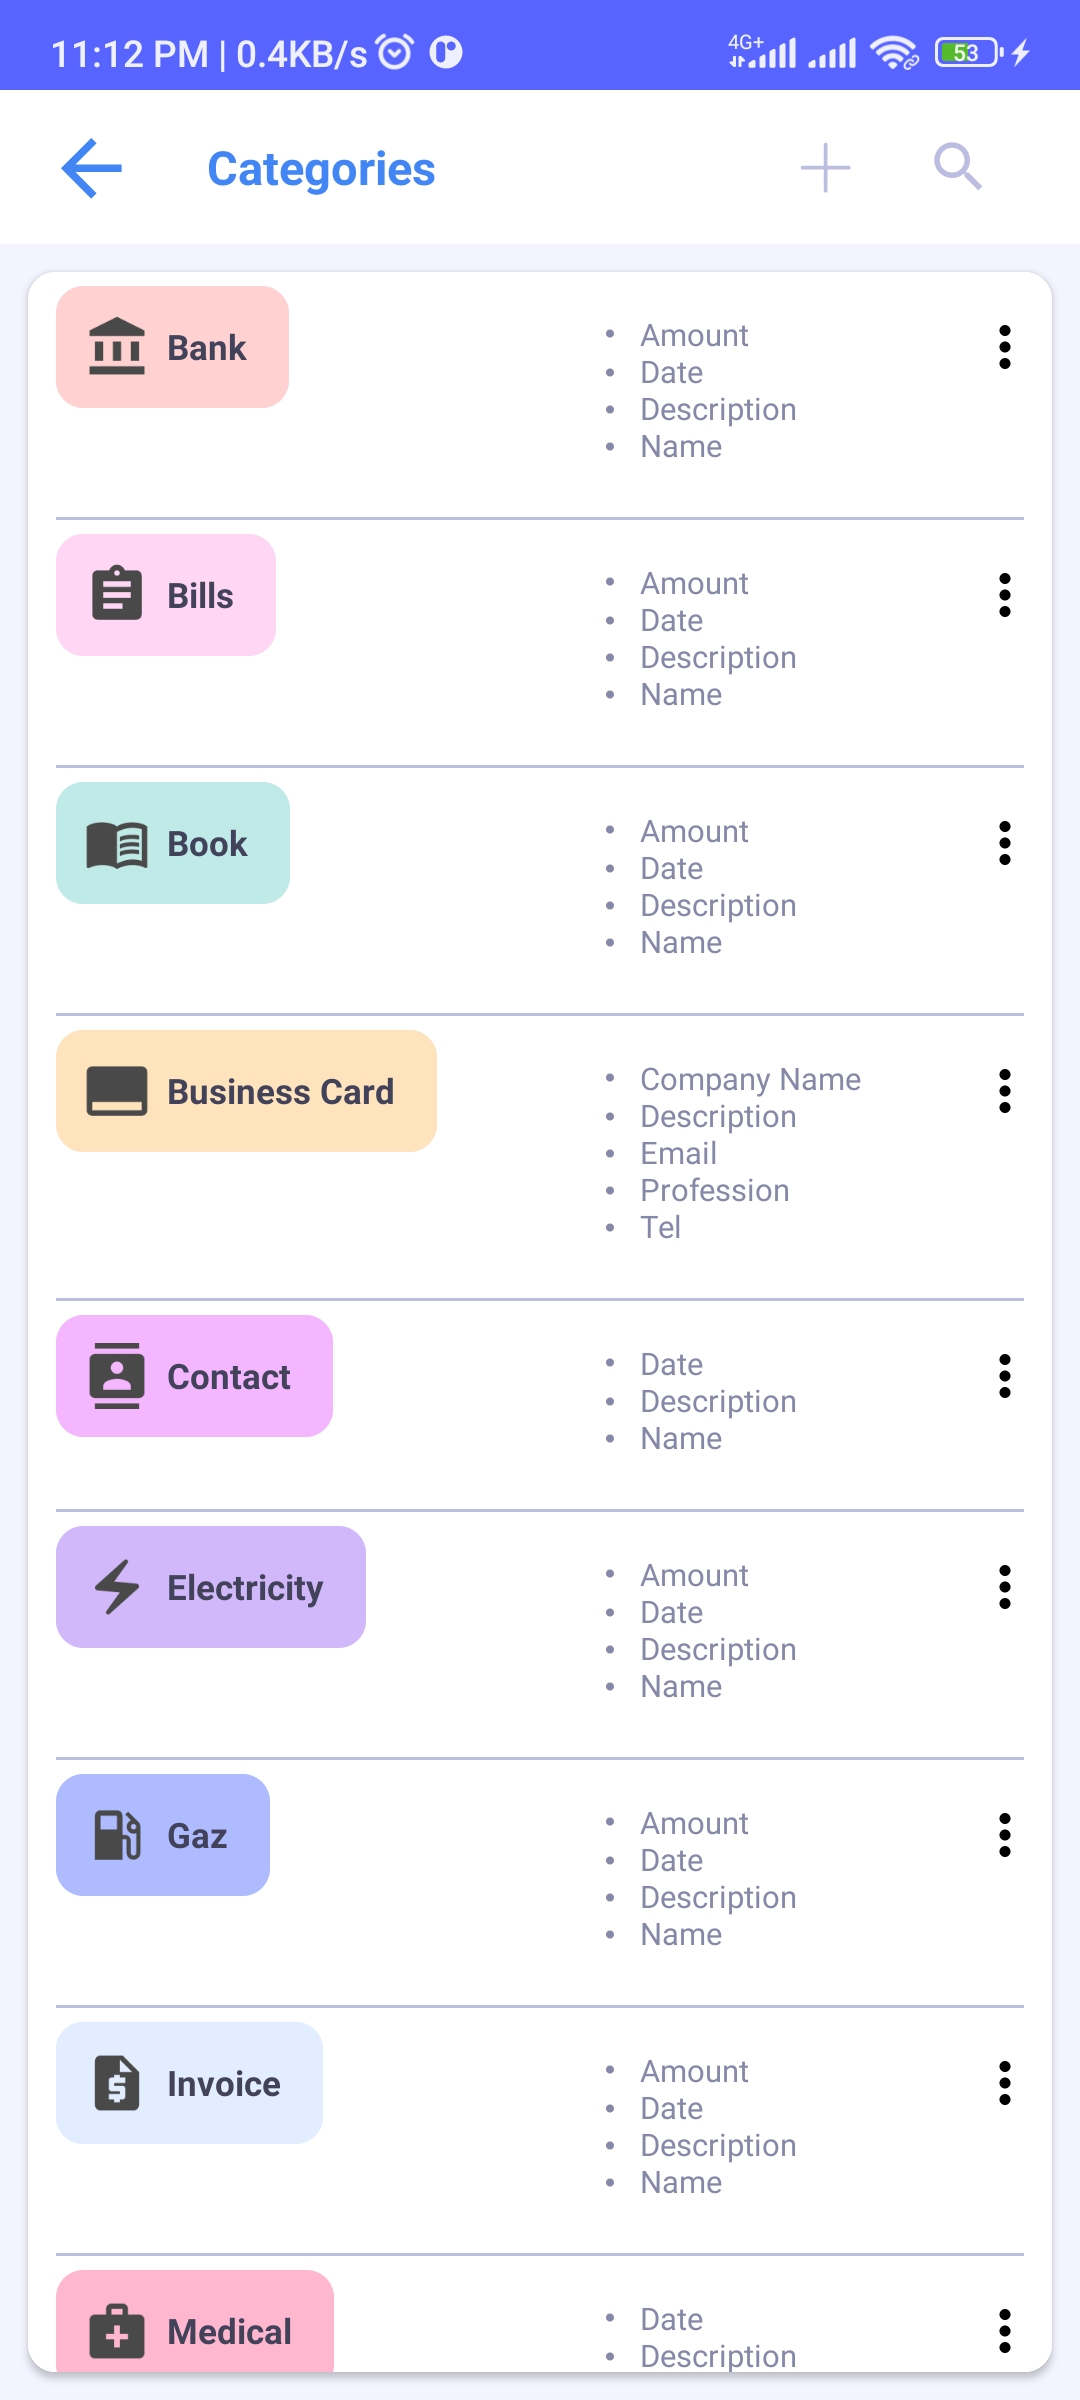 11:12 PM | 0.4KB/s 4G+ 53
Categories
Bank
• Amount
• Date
• Description
• Name
Bills
• Amount
• Date
• Description
• Name
Book
• Amount
• Date
• Description
• Name
Business Card
• Company Name
• Description
• Email
• Profession
• Tel
Contact
• Date
• Description
• Name
Electricity
• Amount
• Date
• Description
• Name
Gaz
• Amount
• Date
• Description
• Name
Invoice
• Amount
• Date
• Description
• Name
Medical
• Date
• Description